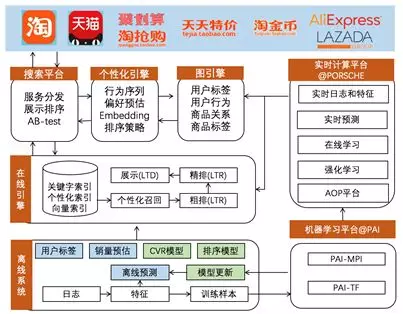 淘
天猫
聚划算
淘抢购
天天特价
tejia.taobao.com
淘金币
taojinbi.taobao.com
AliExpress
LAZADA
搜索平台
个性化引擎
图引擎
实时计算平台
@PORSCHE
服务分发
展示排序
AB-test
行为序列
偏好预估
Embedding
排序策略
用户标签
用户行为
商品关系
商品标签
实时日志和特征
实时预测
在线学习
强化学习
AOP平台
在线引擎
关键字索引
个性化索引
向量索引
展示(LTD)
精排(LTR)
个性化召回
粗排(LTR)
机器学习平台@PAI
PAI-MPI
PAI-TF
离线系统
用户标签
销量预估
CVR模型
排序模型
离线预测
模型更新
日志
特征
训练样本